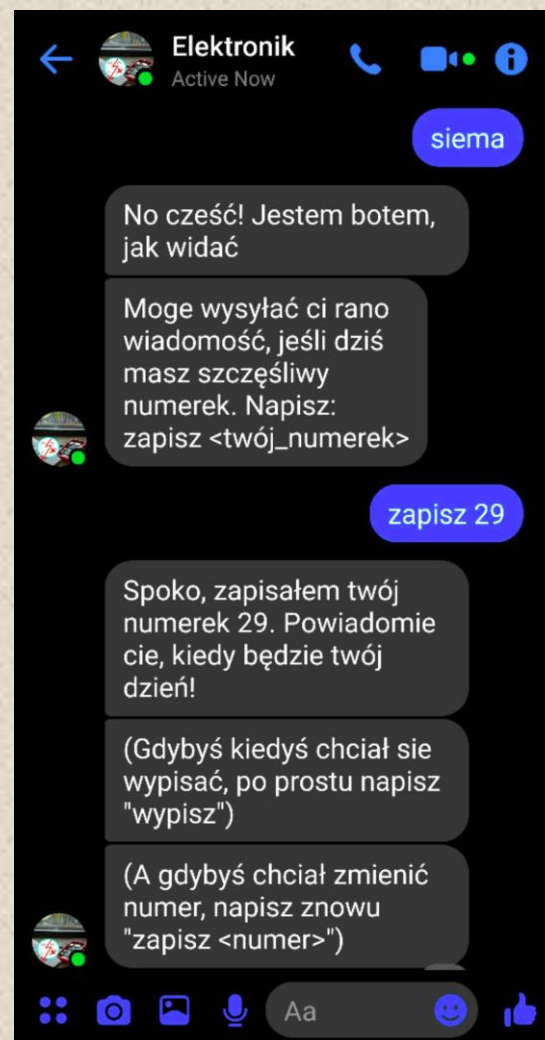 Elektronik
Active Now
siema
No cześć! Jestem botem,
jak widać
Moge wysyłać ci rano
wiadomość, jeśli dziś
masz szczęśliwy
numerek. Napisz:
zapisz <twój_numerek>
zapisz 29
Spoko, zapisałem twój
numerek 29. Powiadomie
cie, kiedy będzie twój
dzień!
(Gdybyś kiedyś chciał sie
wypisać, po prostu napisz
"wypisz")
(A gdybyś chciał zmienić
numer, napisz znowu
"zapisz <numer>")
Aa